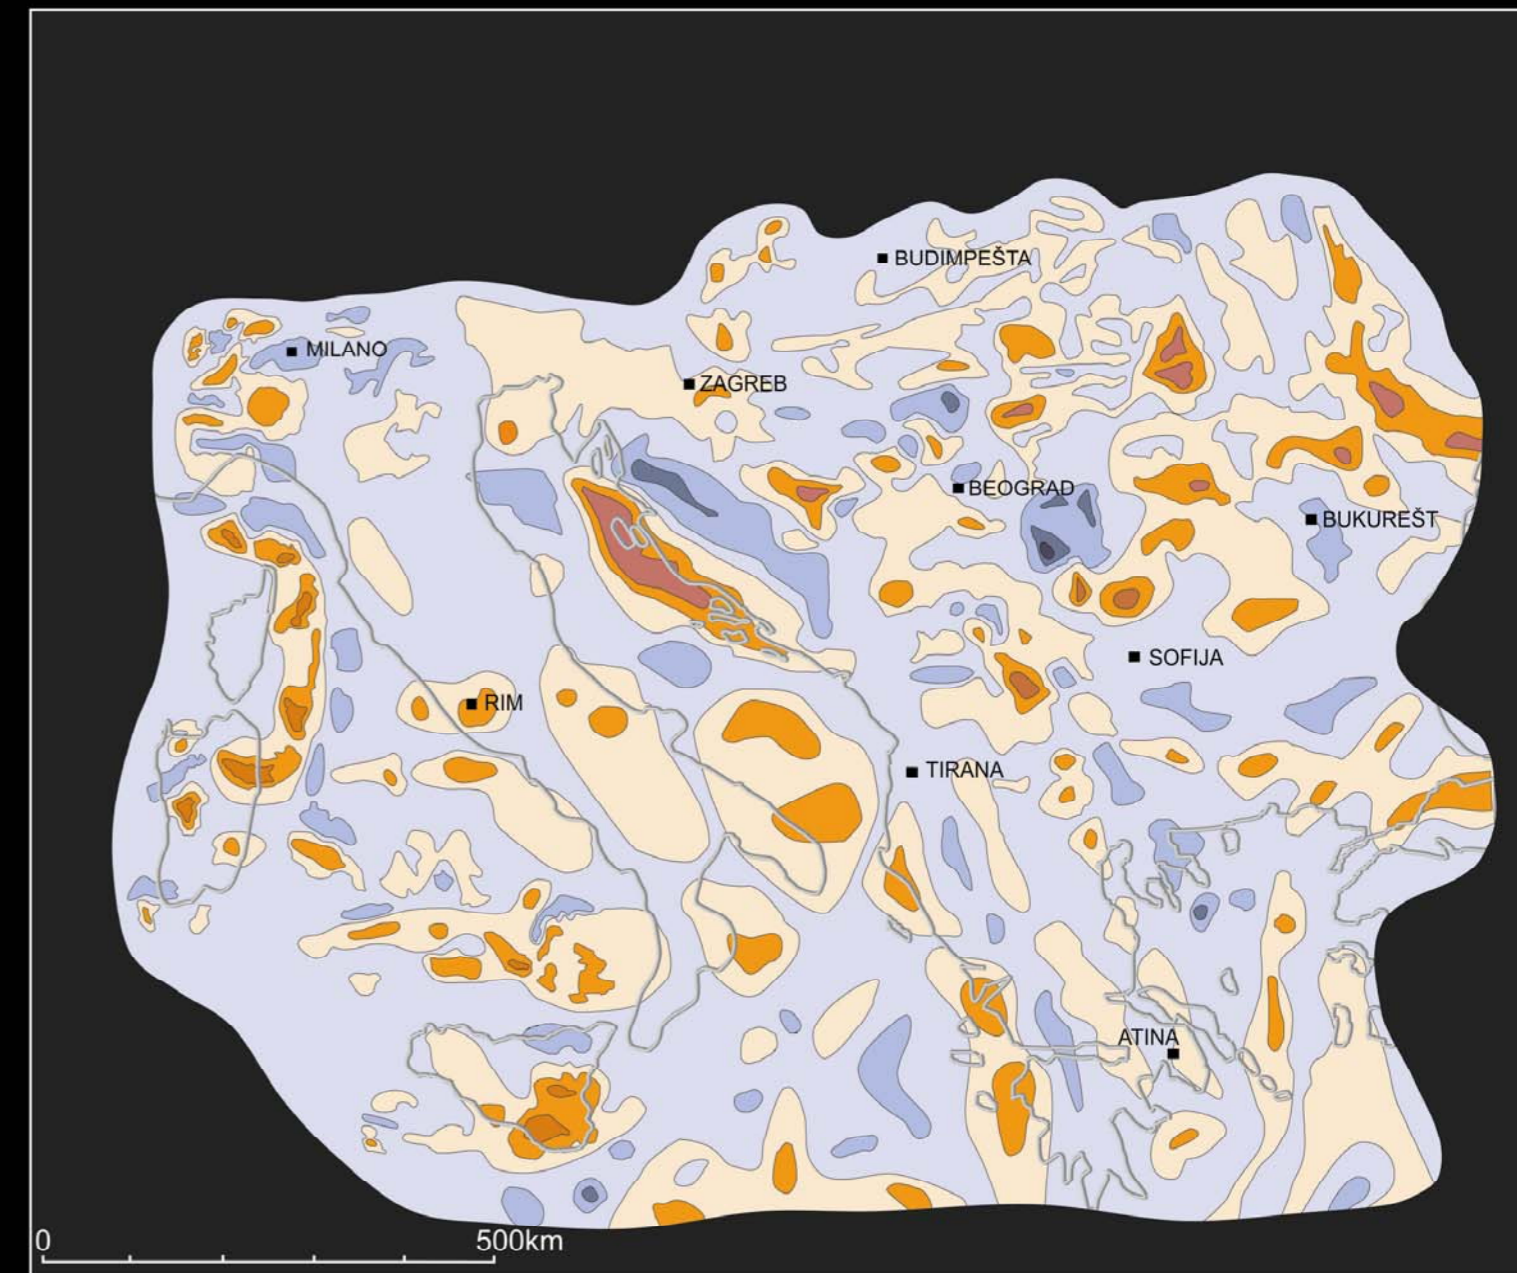 BUDIMPEŠTA
MILANO
ZAGREB
BEOGRAD
BUKUREŠT
SOFIJA
RIM
TIRANA
ATINA
0
500km